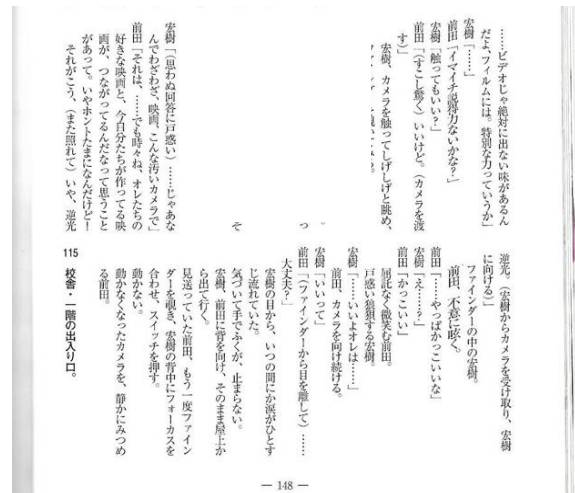 ……ビデオじゃ絶対に出ない味があるん
だよ、フィルムには。特別な力っていうか」
宏樹「……」
前田「イマイチ説得力ないかな?」
宏樹「触ってもいい?」
前田「(すこし驚く)いいけど。(カメラを渡
す)」
宏樹、カメラを触ってしげしげと眺め、
っ
そ
宏樹「(思わぬ回答に戸惑い)……じゃあな
んでわざわざ、映画、こんな汚いカメラで」
前田「それは、……でも時々ね、オレたちの
好きな映画と、今自分たちが作ってる映
画が、つながってるんだなって思うこと
があって。いやホントたまになんだけど!
それがこう、(また照れて)いや、逆光
逆光。(宏樹からカメラを受け取り、宏樹
に向ける)」
ファインダーの中の宏樹。
前田、不意に呟く。
前田「……やっぱかっこいいな」
宏樹「え……?」
前田「かっこいい」
屈託なく微笑む前田。
戸惑い狼狽する宏樹。
宏樹「……いいよオレは……」
前田、カメラを向け続ける。
宏樹「いいって」
前田「(ファインダーから目を離して)……
大丈夫?」
宏樹の目から、いつの間にか涙がひとす
じ流れていた。
気づいて手でふくが、止まらない。
宏樹、前田に背を向け、そのまま屋上か
ら出て行く。
見送っていた前田、もう一度ファイン
ダーを覗き、宏樹の背中にフォーカスを
合わせ、スイッチを押す。
動かない。
動かなくなったカメラを、静かにみつめ
る前田。
115 校舎・一階の出入り口。
— 148 —